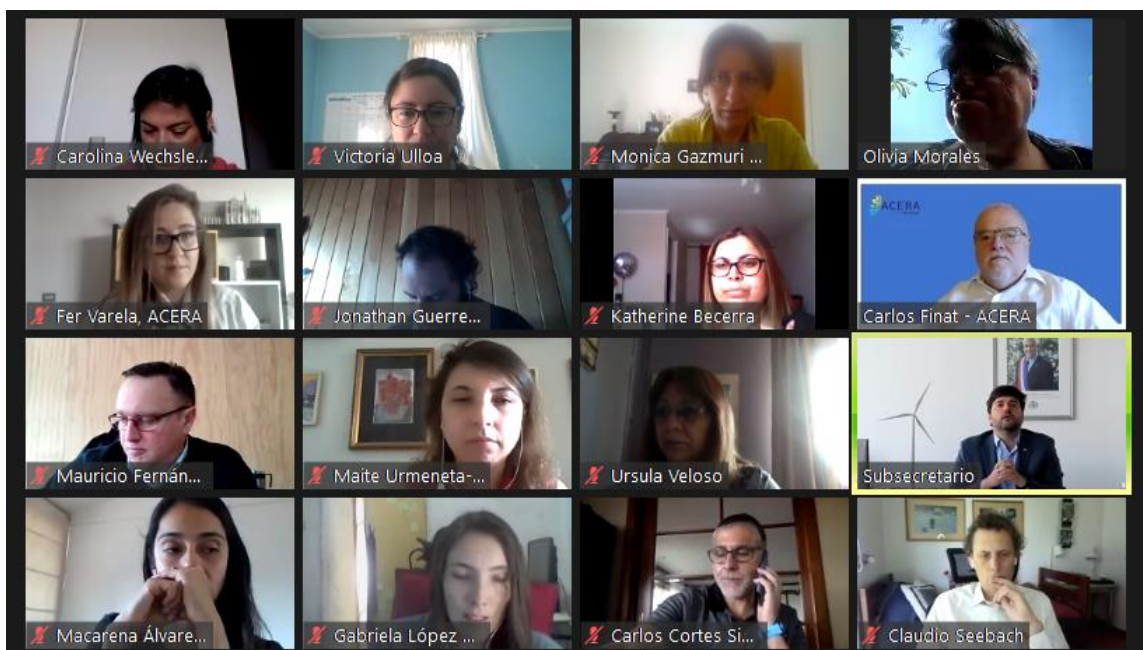 Carolina Wechsle...
Victoria Ulloa
Monica Gazmuri ...
Olivia Morales
ACERA
Fer Varela, ACERA
Jonathan Guerre...
Katherine Becerra
Carlos Finat - ACERA
Mauricio Fernán...
Maite Urmeneta-...
Ursula Veloso
Subsecretario
Macarena Álvare...
Gabriela López ...
Carlos Cortes Si...
Claudio Seebach